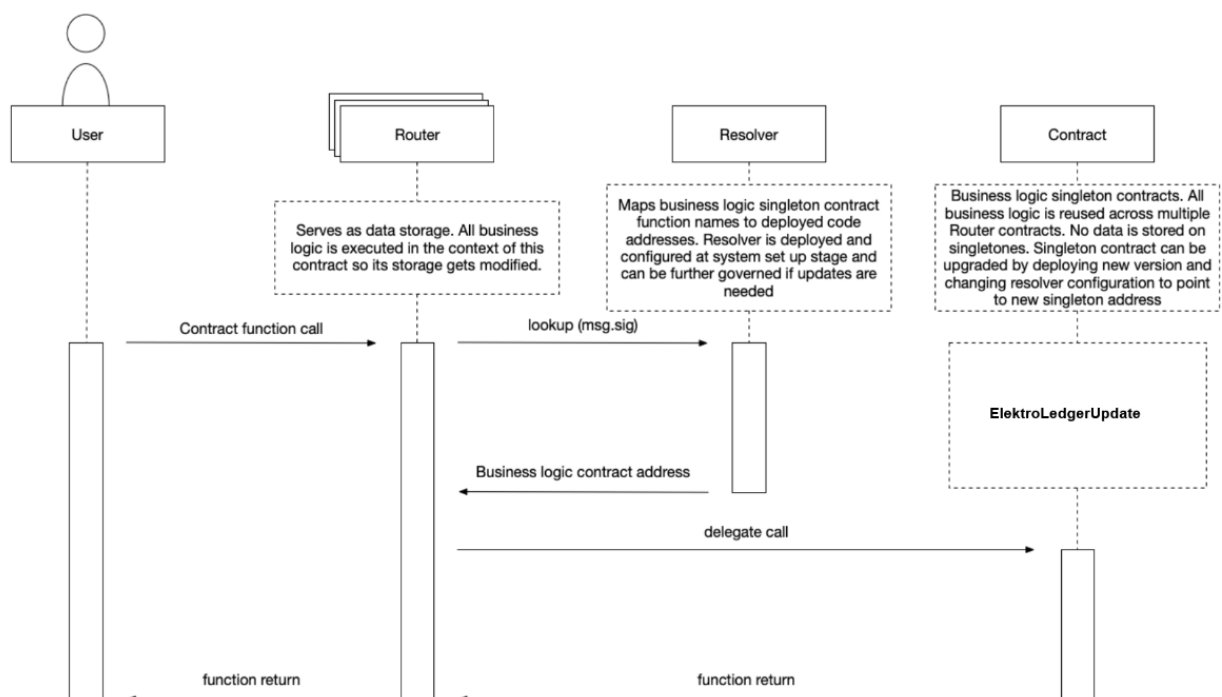 User
Router
Resolver
Contract
Serves as data storage. All business
logic is executed in the context of this
contract so its storage gets modified.
Maps business logic singleton contract
function names to deployed code
addresses. Resolver is deployed and
configured at system set up stage and
can be further governed if updates are
needed
Business logic singleton contracts. All
business logic is reused across multiple
Router contracts. No data is stored on
singletones. Singleton contract can be
upgraded by deploying new version and
changing resolver configuration to point
to new singleton address
Contract function call
lookup (msg.sig)
ElektroLedgerUpdate
Business logic contract address
delegate call
function return
function return